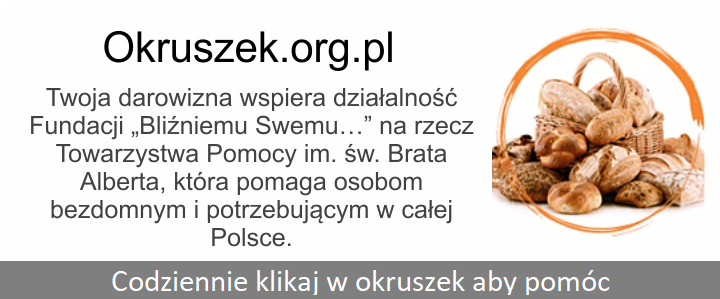 Okruszek.org.pl
Twoja darowizna wspiera działalność
Fundacji „Bliźniemu Swemu…” na rzecz
Towarzystwa Pomocy im. św. Brata
Alberta, która pomaga osobom
bezdomnym i potrzebującym w całej
Polsce.
Codziennie klikaj w okruszek aby pomóc